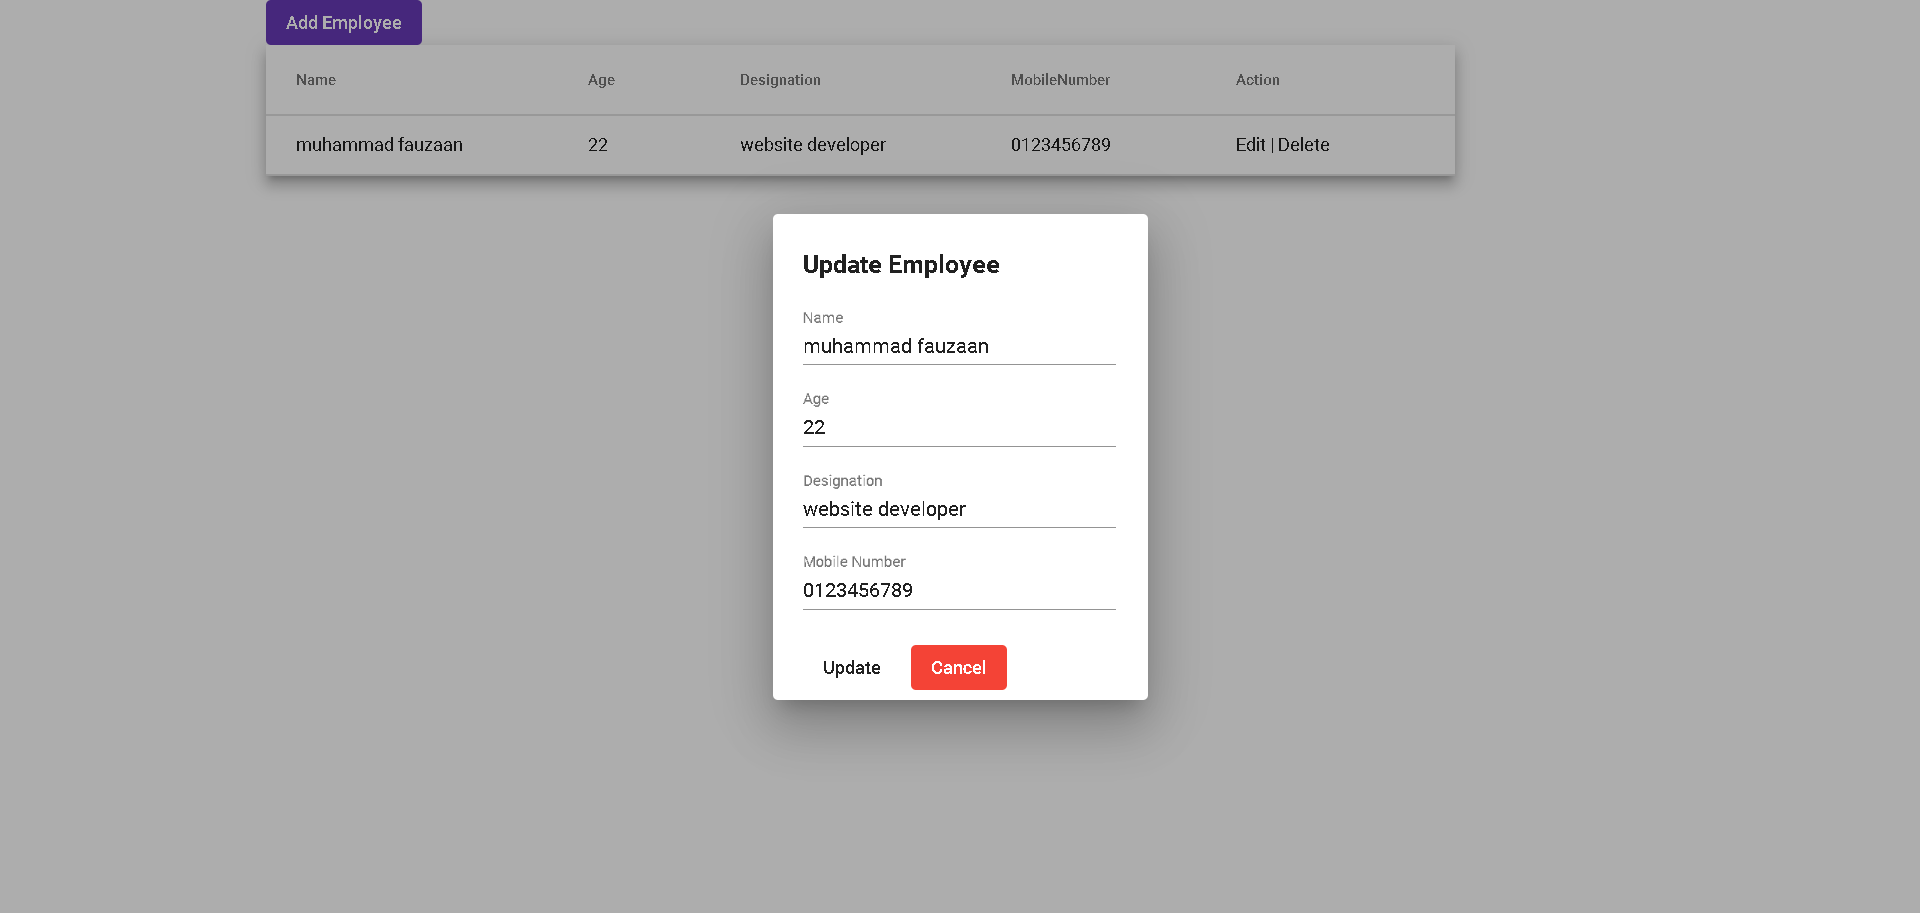 Add Employee
Name Age Designation MobileNumber Action
muhammad fauzaan 22 website developer 0123456789 Edit | Delete
Update Employee
Name
muhammad fauzaan
Age
22
Designation
website developer
Mobile Number
0123456789
Update Cancel